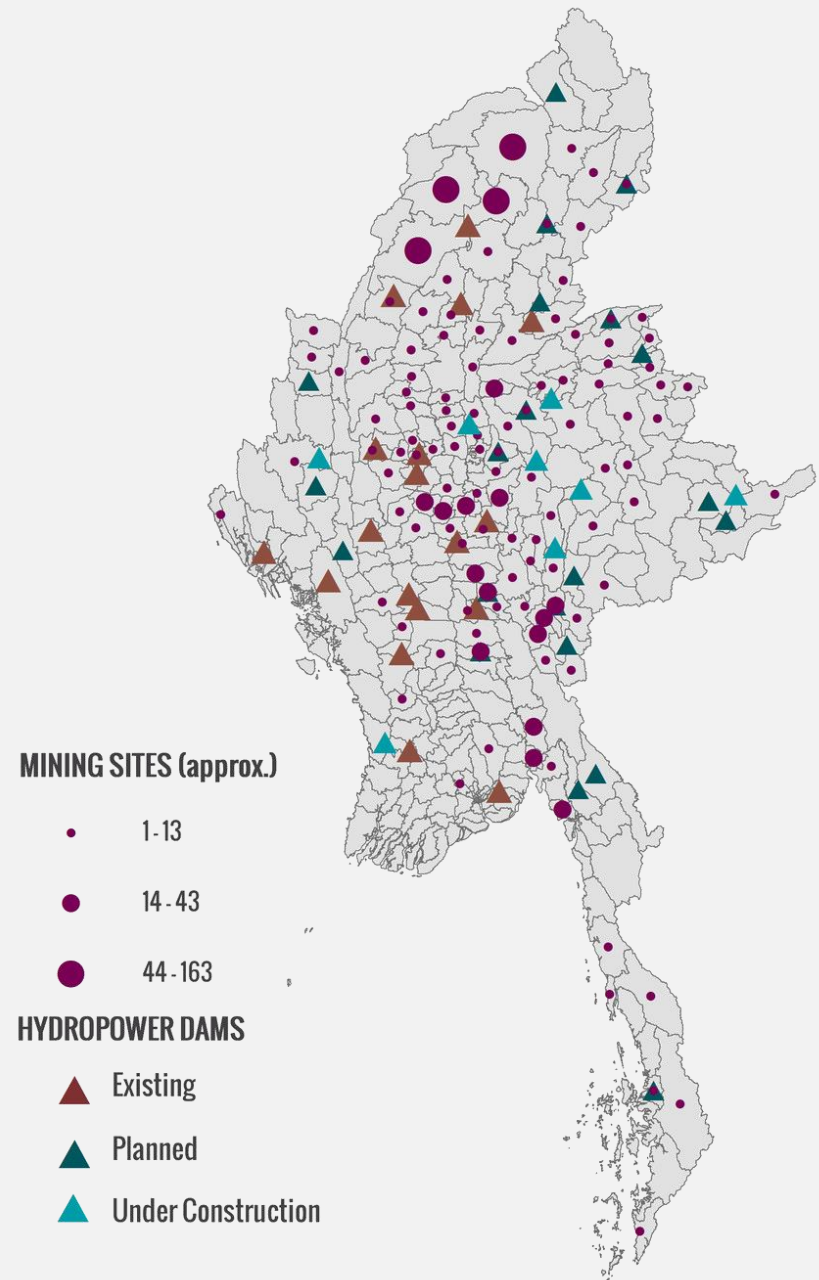 MINING SITES (approx.)
1 - 13
14 - 43
44 - 163
HYDROPOWER DAMS
Existing
Planned
Under Construction